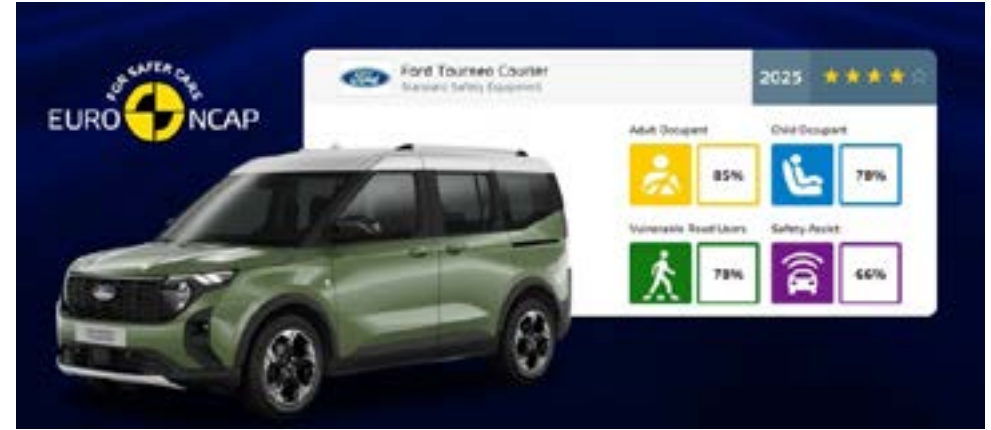 FOR SAFER CARS
EURO NCAP
Ford
Ford Tourneo Courier
Standard Safety Equipment
2025
Adult Occupant
Child Occupant
85%
78%
Vulnerable Road Users
Safety Assist
78%
66%